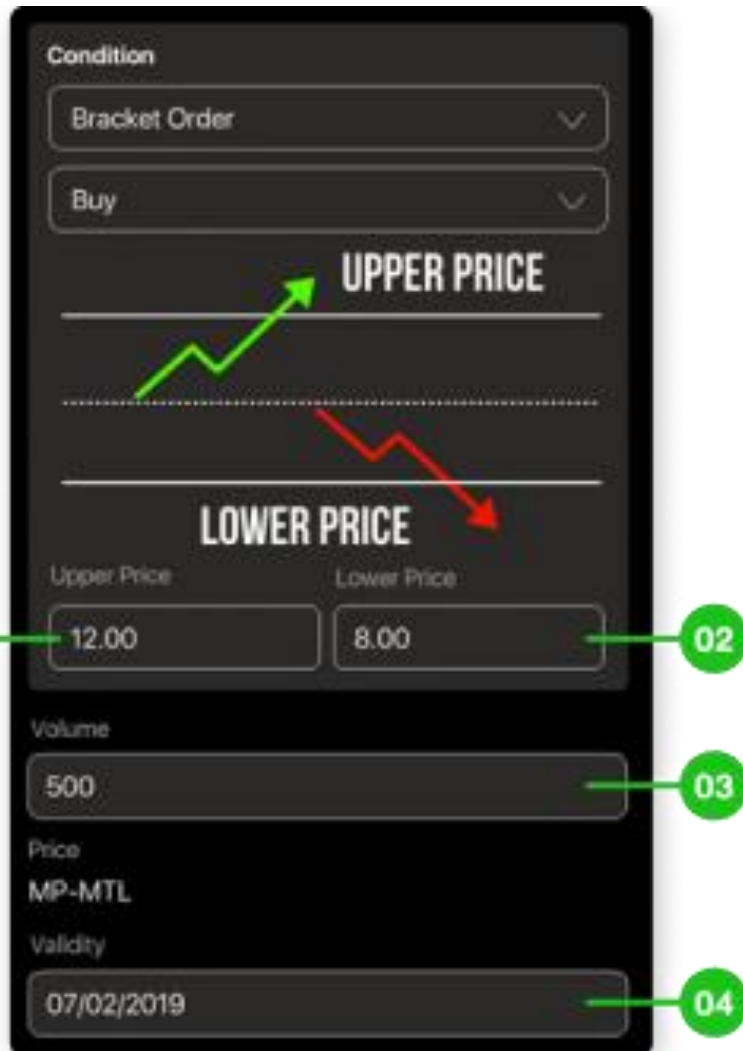 Condition
Bracket Order
Buy
UPPER PRICE
LOWER PRICE
Upper Price Lower Price
12.00 8.00 02
Volume
500 03
Price
MP-MTL
Validity
07/02/2019 04